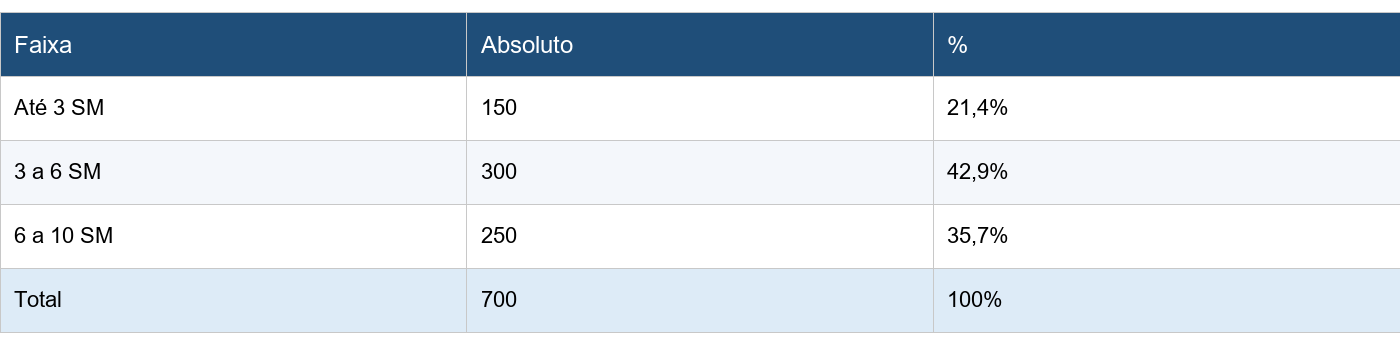 Faixa Absoluto %
Até 3 SM 150 21,4%
3 a 6 SM 300 42,9%
6 a 10 SM 250 35,7%
Total 700 100%